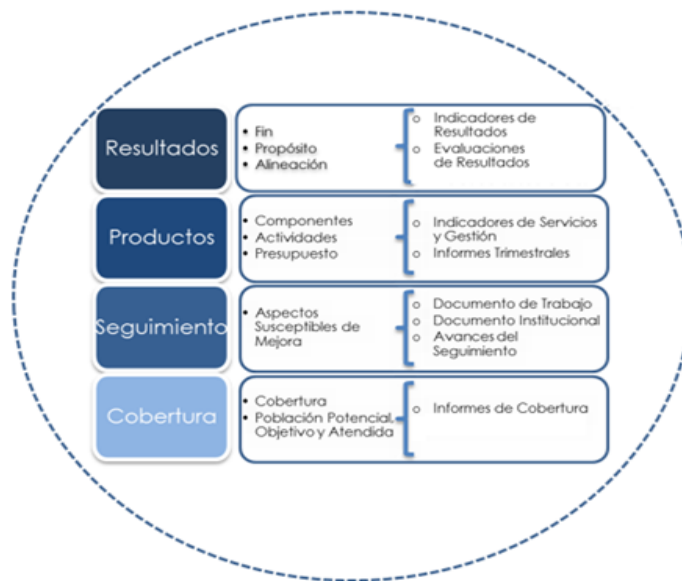 Resultados
• Fin
• Propósito
• Alineación
o Indicadores de
Resultados
o Evaluaciones
de Resultados
Productos
• Componentes
• Actividades
• Presupuesto
o Indicadores de Servicios
y Gestión
o Informes Trimestrales
Seguimiento
• Aspectos
Susceptibles de
Mejora
o Documento de Trabajo
o Documento Institucional
o Avances del
Seguimiento
Cobertura
• Cobertura
• Población Potencial,
Objetivo y Atendida
o Informes de Cobertura